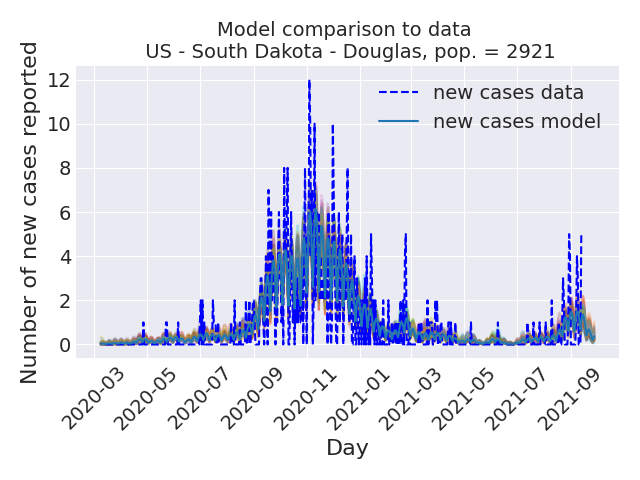 Model comparison to data
US - South Dakota - Douglas, pop. = 2921
Number of new cases reported
12
10
8
6
4
2
0
new cases data
new cases model
2020-03
2020-05
2020-07
2020-09
2020-11
2021-01
2021-03
2021-05
2021-07
2021-09
Day